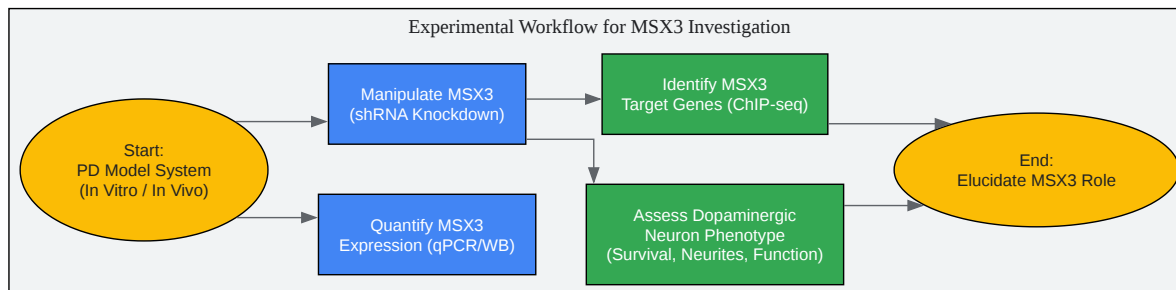 Experimental Workflow for MSX3 Investigation
Start:
PD Model System
(In Vitro / In Vivo)
Manipulate MSX3
(shRNA Knockdown)
Quantify MSX3
Expression (qPCR/WB)
Identify MSX3
Target Genes (ChIP-seq)
Assess Dopaminergic
Neuron Phenotype
(Survival, Neurites, Function)
End:
Elucidate MSX3 Role